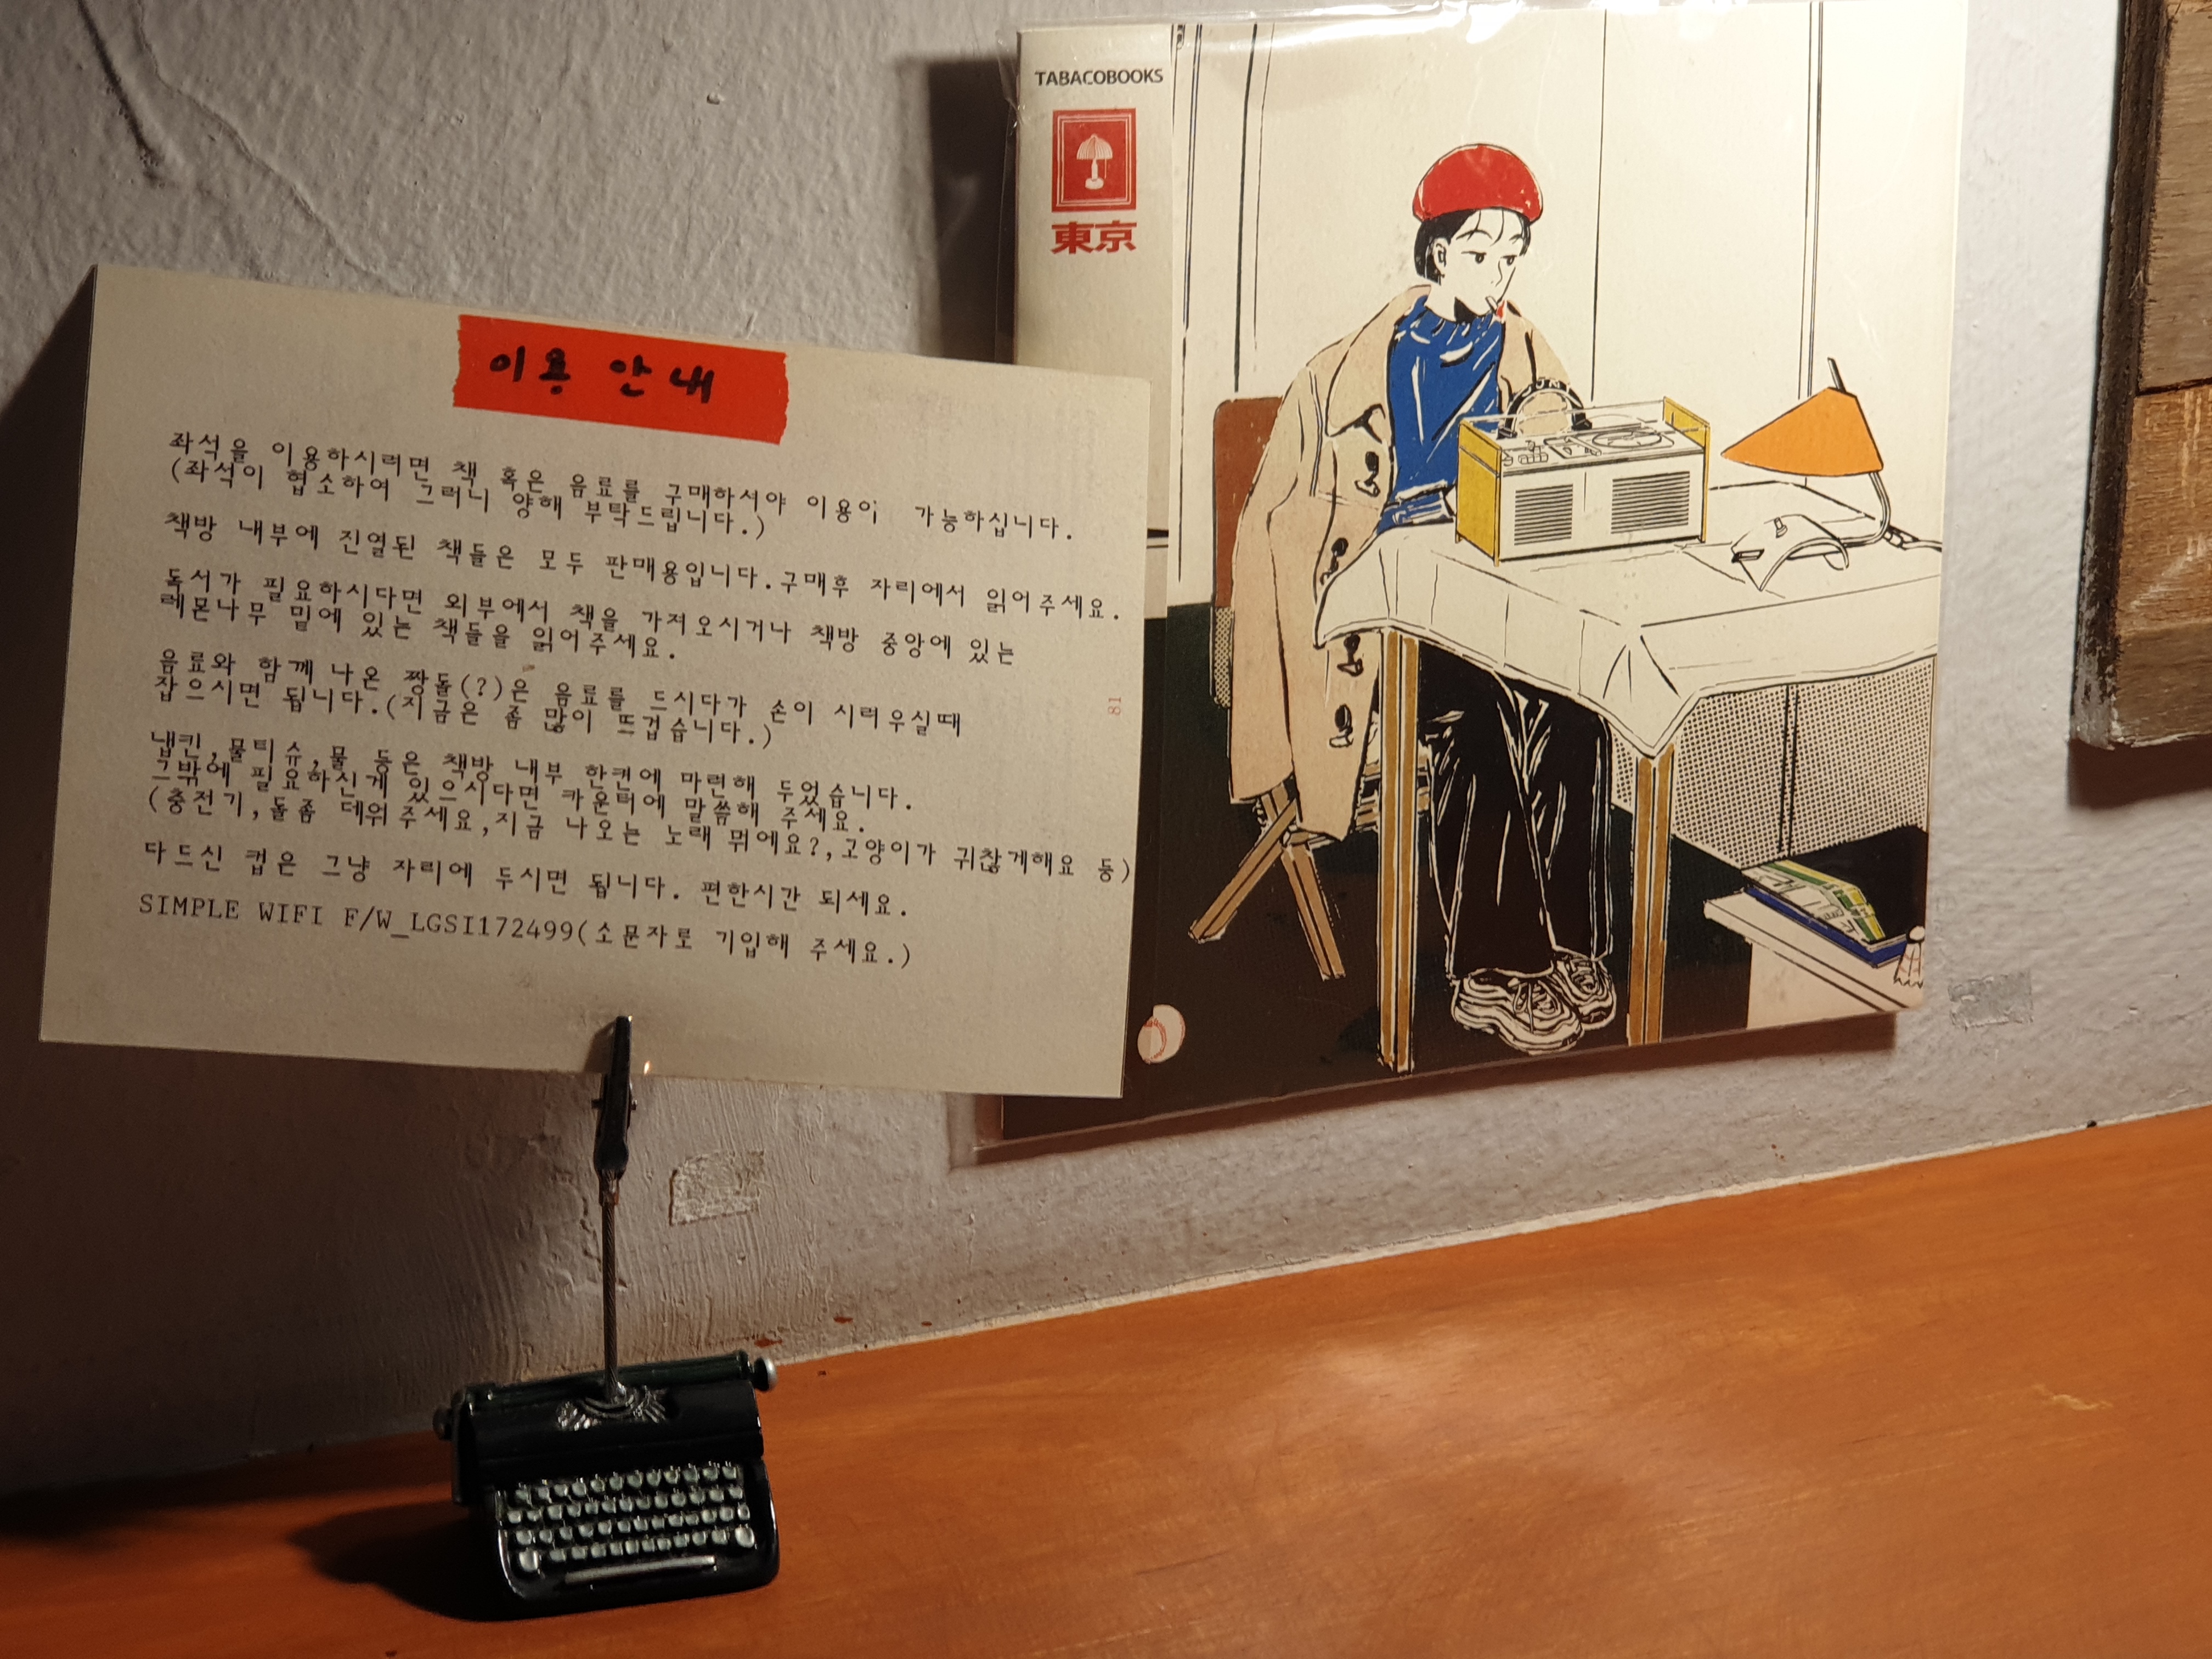 이용 안내
좌석을 이용하시려면 책 혹은 음료를 구매하셔야 이용이 가능하십니다.
(좌석이 협소하여 그러니 양해 부탁드립니다.)
책방 내부에 진열된 책들은 모두 판매용입니다.구매후 자리에서 읽어주세요.
독서가 필요하시다면 외부에서 책을 가져오시거나 책방 중앙에 있는
레몬나무 밑에 있는 책들을 읽어주세요.
음료와 함께 나온 짱돌(?)은 음료를 드시다가 손이 시려우실때
잡으시면 됩니다.(지금은 좀 많이 뜨겁습니다.)
냅킨,물티슈,물 등은 책방 내부 한켠에 마련해 두었습니다.
그밖에 필요하신게 있으시다면 카운터에 말씀해 주세요.
(충전기,돌좀 데워주세요,지금 나오는 노래 뭐에요?,고양이가 귀찮게해요 등)
다드신 컵은 그냥 자리에 두시면 됩니다. 편한시간 되세요.
SIMPLE WIFI F/W_LGSI172499(소문자로 기입해 주세요.)
81
TABACOBOOKS
東京